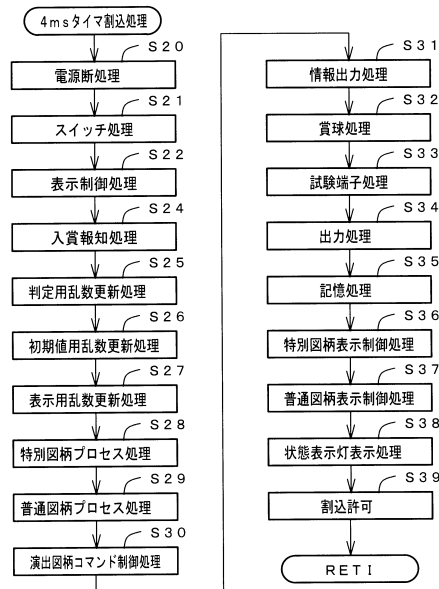 4msタイマ割込処理
S20
電源断処理
S21
スイッチ処理
S22
表示制御処理
S24
入賞報知処理
S25
判定用乱数更新処理
S26
初期値用乱数更新処理
S27
表示用乱数更新処理
S28
特別図柄プロセス処理
S29
普通図柄プロセス処理
S30
演出図柄コマンド制御処理
S31
情報出力処理
S32
賞球処理
S33
試験端子処理
S34
出力処理
S35
記憶処理
S36
特別図柄表示制御処理
S37
普通図柄表示制御処理
S38
状態表示灯表示処理
S39
割込許可
RETI